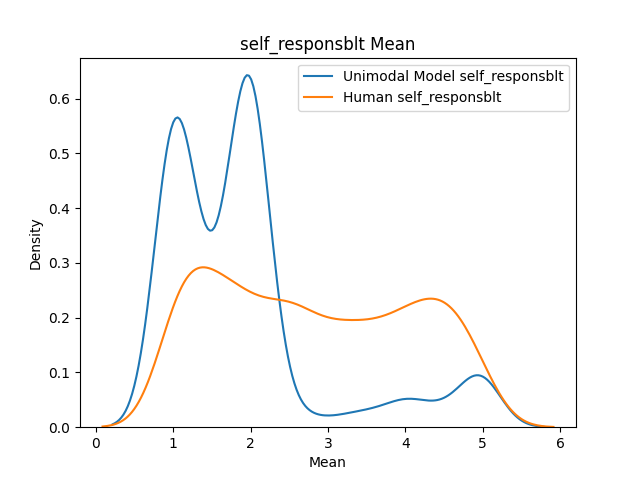 self_responsblt Mean
Unimodal Model self_responsblt
Human self_responsblt
Density
0.6
0.5
0.4
0.3
0.2
0.1
0.0
0 1 2 3 4 5 6
Mean